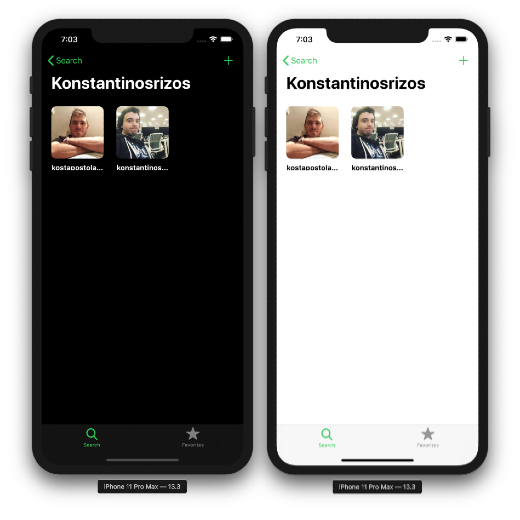 7:03
Search
+
Konstantinosrizos
kostapostola...
konstantinos...
Search
Favorites
iPhone 11 Pro Max — 13.3
7:03
Search
+
Konstantinosrizos
kostapostola...
konstantinos...
Search
Favorites
iPhone 11 Pro Max — 13.3